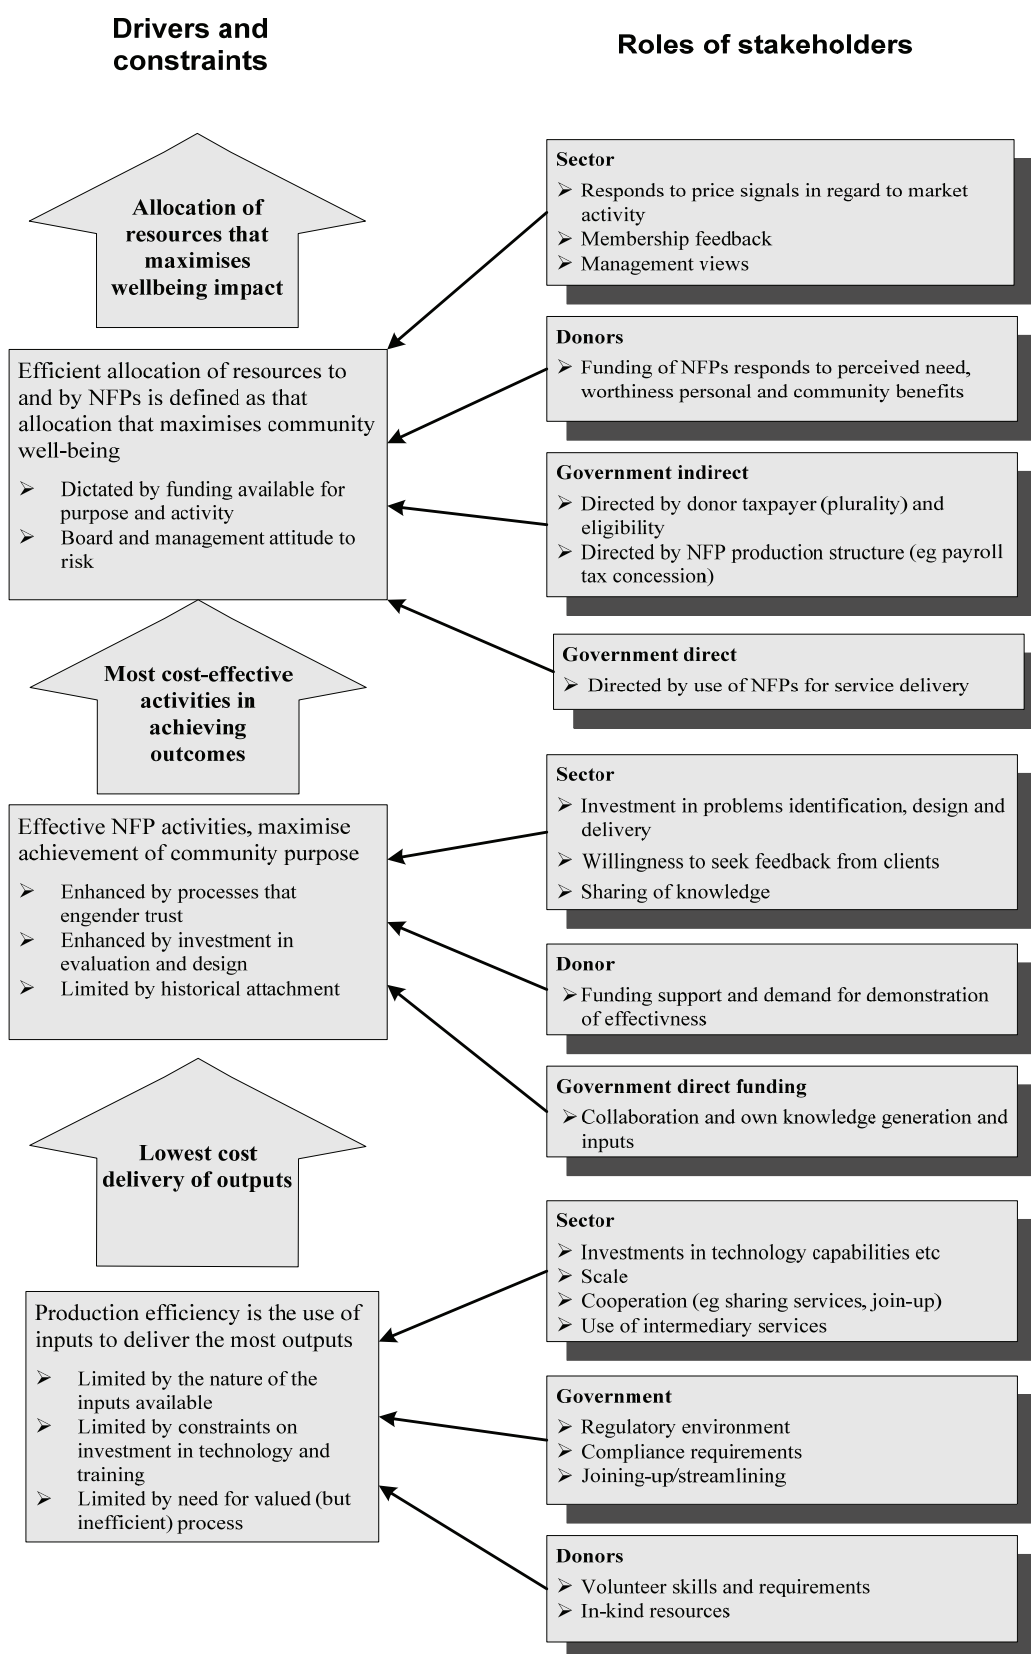 Drivers and
constraints
Roles of stakeholders
Allocation of
resources that
maximises
wellbeing impact
Efficient allocation of resources to
and by NFPs is defined as that
allocation that maximises community
well-being
➢ Dictated by funding available for
purpose and activity
➢ Board and management attitude to
risk
Most cost-effective
activities in
achieving
outcomes
Effective NFP activities, maximise
achievement of community purpose
➢ Enhanced by processes that
engender trust
➢ Enhanced by investment in
evaluation and design
➢ Limited by historical attachment
Lowest cost
delivery of outputs
Production efficiency is the use of
inputs to deliver the most outputs
➢ Limited by the nature of the
inputs available
➢ Limited by constraints on
investment in technology and
training
➢ Limited by need for valued (but
inefficient) process
Sector
➢ Responds to price signals in regard to market
activity
➢ Membership feedback
➢ Management views
Donors
➢ Funding of NFPs responds to perceived need,
worthiness personal and community benefits
Government indirect
➢ Directed by donor taxpayer (plurality) and
eligibility
➢ Directed by NFP production structure (eg payroll
tax concession)
Government direct
➢ Directed by use of NFPs for service delivery
Sector
➢ Investment in problems identification, design and
delivery
➢ Willingness to seek feedback from clients
➢ Sharing of knowledge
Donor
➢ Funding support and demand for demonstration
of effectivness
Government direct funding
➢ Collaboration and own knowledge generation and
inputs
Sector
➢ Investments in technology capabilities etc
➢ Scale
➢ Cooperation (eg sharing services, join-up)
➢ Use of intermediary services
Government
➢ Regulatory environment
➢ Compliance requirements
➢ Joining-up/streamlining
Donors
➢ Volunteer skills and requirements
➢ In-kind resources